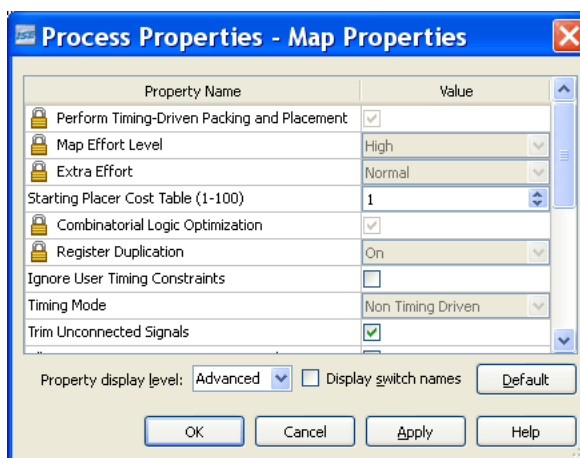 ISE Process Properties - Map Properties
Property Name Value
Perform Timing-Driven Packing and Placement
Map Effort Level High
Extra Effort Normal
Starting Placer Cost Table (1-100) 1
Combinatorial Logic Optimization
Register Duplication On
Ignore User Timing Constraints
Timing Mode Non Timing Driven
Trim Unconnected Signals
Property display level: Advanced Display switch names Default
OK Cancel Apply Help